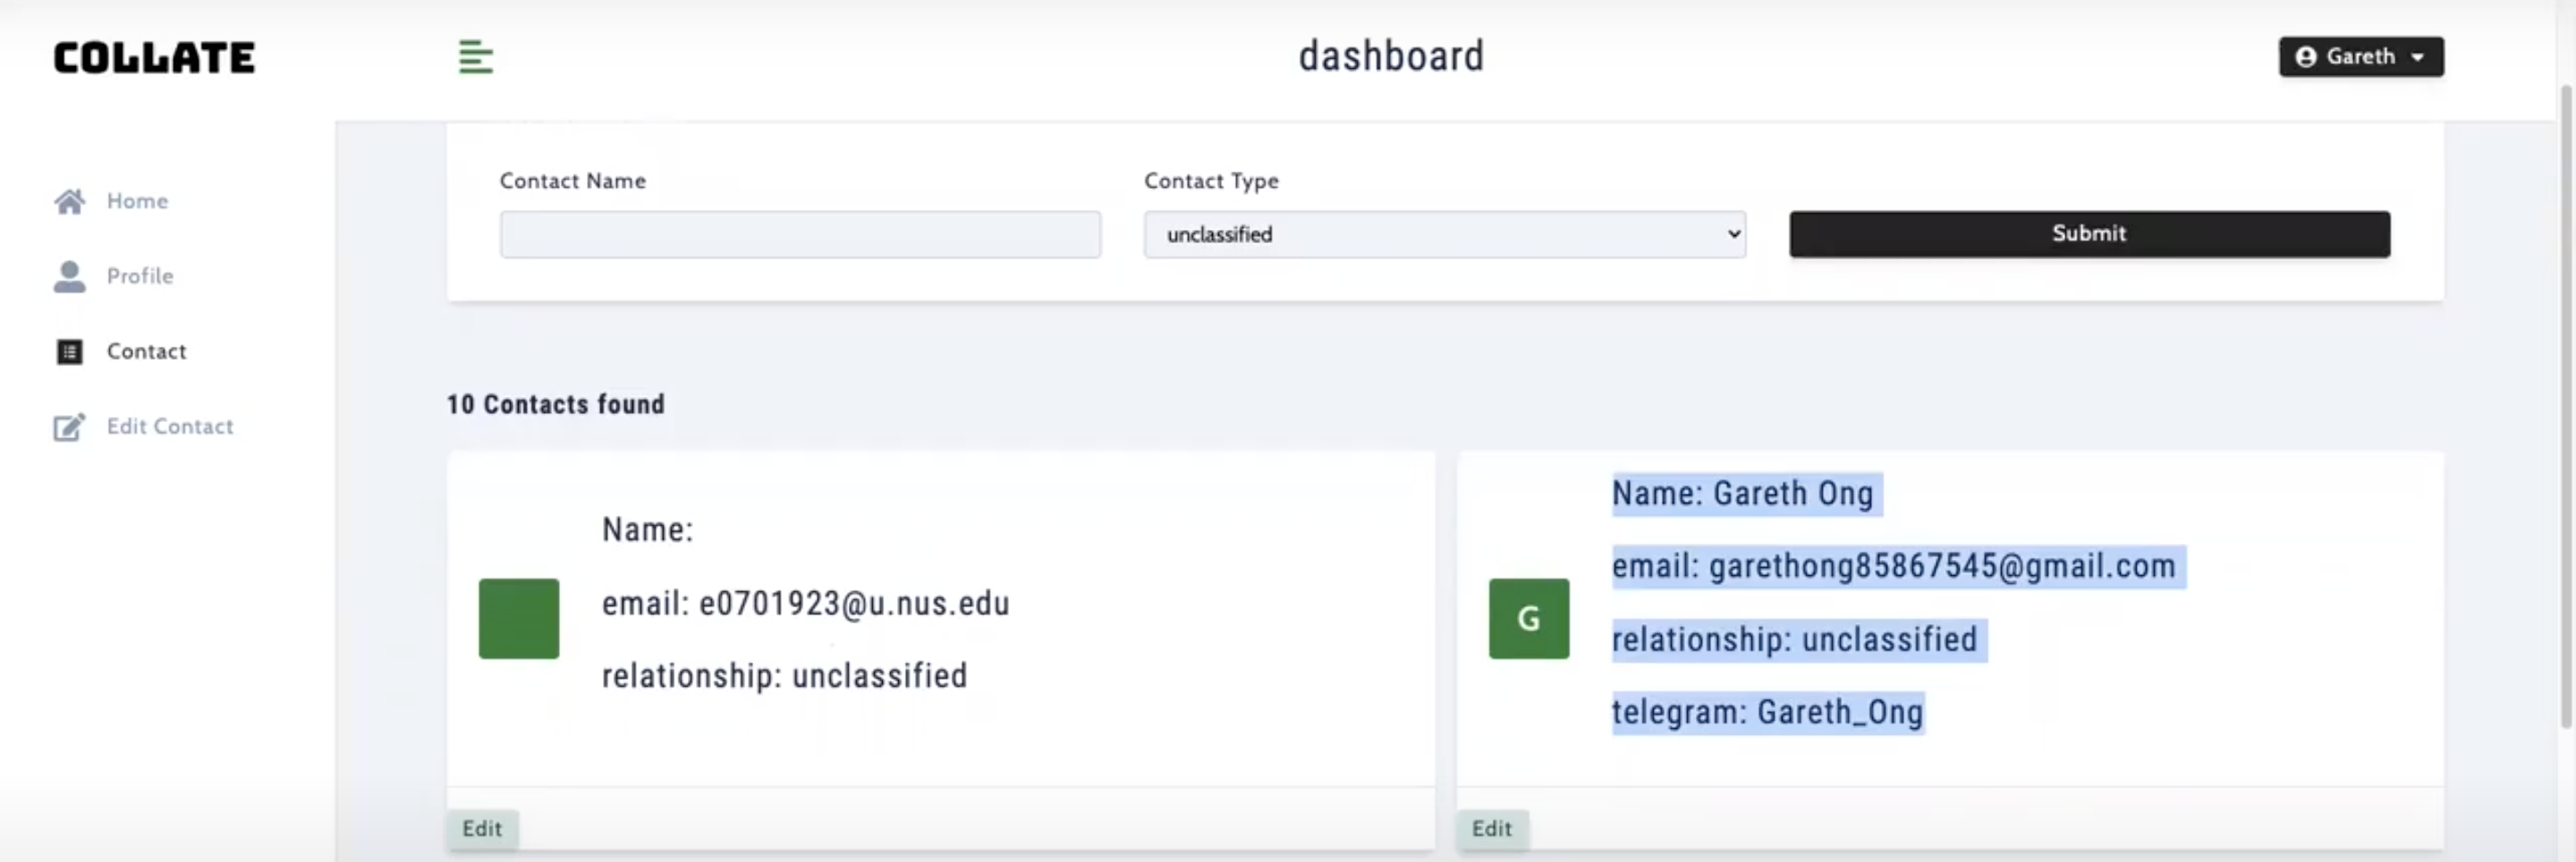 COLLATE
dashboard
Gareth
Home
Profile
Contact
Edit Contact
Contact Name
Contact Type
unclassified
Submit
10 Contacts found
Name:
email: e0701923@u.nus.edu
relationship: unclassified
Edit
G
Name: Gareth Ong
email: garethong85867545@gmail.com
relationship: unclassified
telegram: Gareth_Ong
Edit